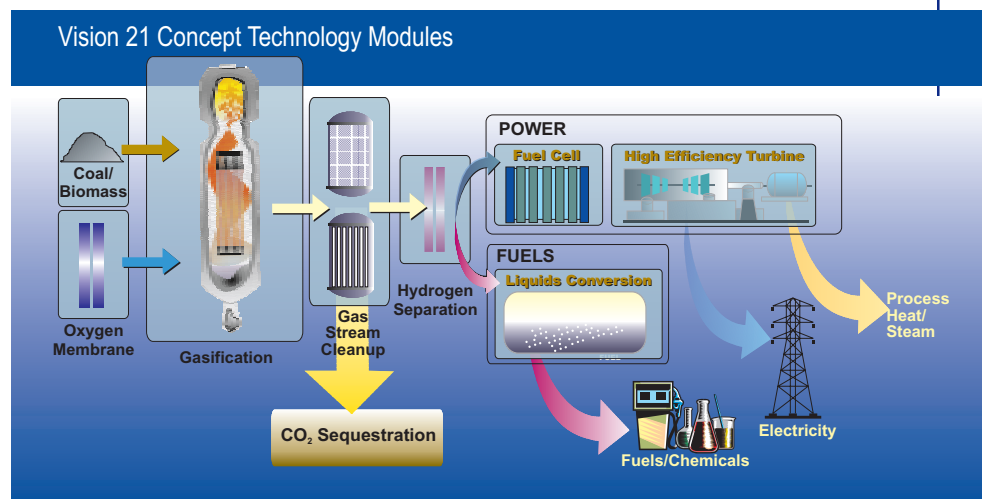 Vision 21 Concept Technology Modules
Coal/
Biomass
Oxygen
Membrane
Gasification
Gas
Stream
Cleanup
CO₂ Sequestration
Hydrogen
Separation
POWER
Fuel Cell
High Efficiency Turbine
FUELS
Liquids Conversion
FUEL
Fuels/Chemicals
Electricity
Process
Heat/
Steam